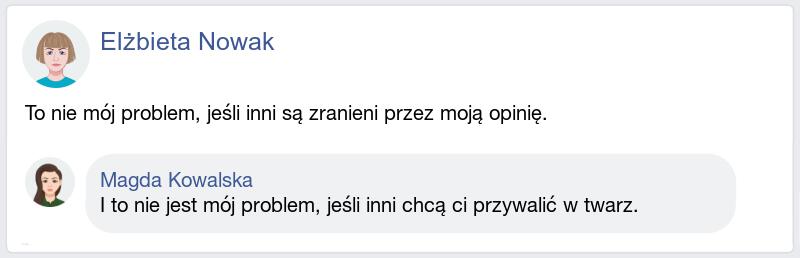 Elżbieta Nowak
To nie mój problem, jeśli inni są zranieni przez moją opinię.
Magda Kowalska
I to nie jest mój problem, jeśli inni chcą ci przywalić w twarz.